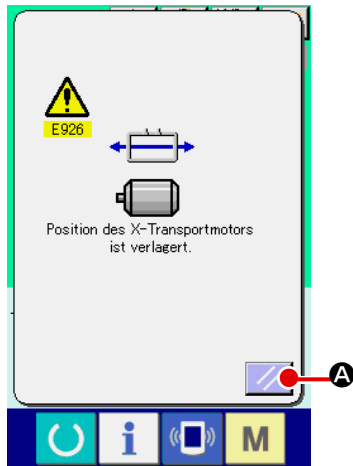 E926
Position des X-Transportmotors
ist verlagert.
A
i
M